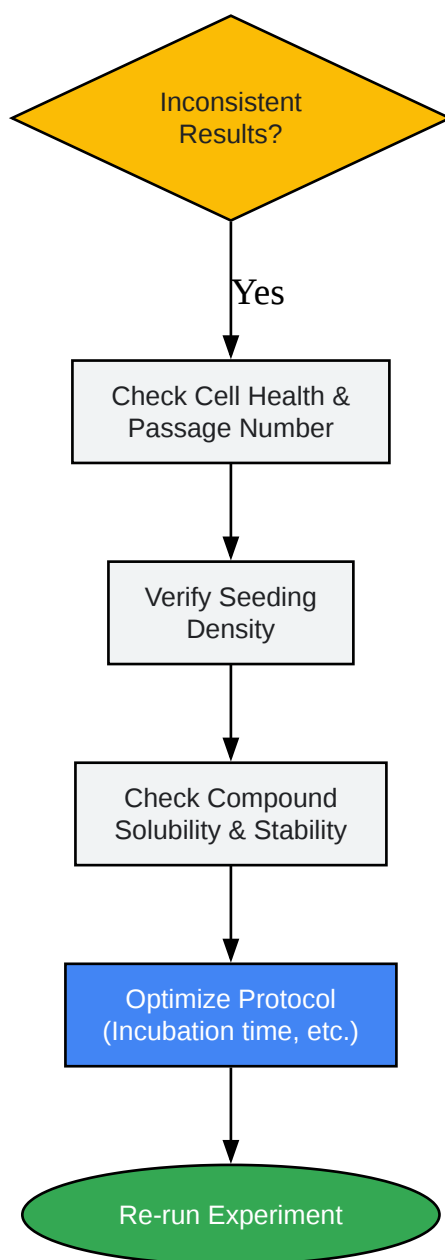 Inconsistent
Results?
Yes
Check Cell Health &
Passage Number
Verify Seeding
Density
Check Compound
Solubility & Stability
Optimize Protocol
(Incubation time, etc.)
Re-run Experiment